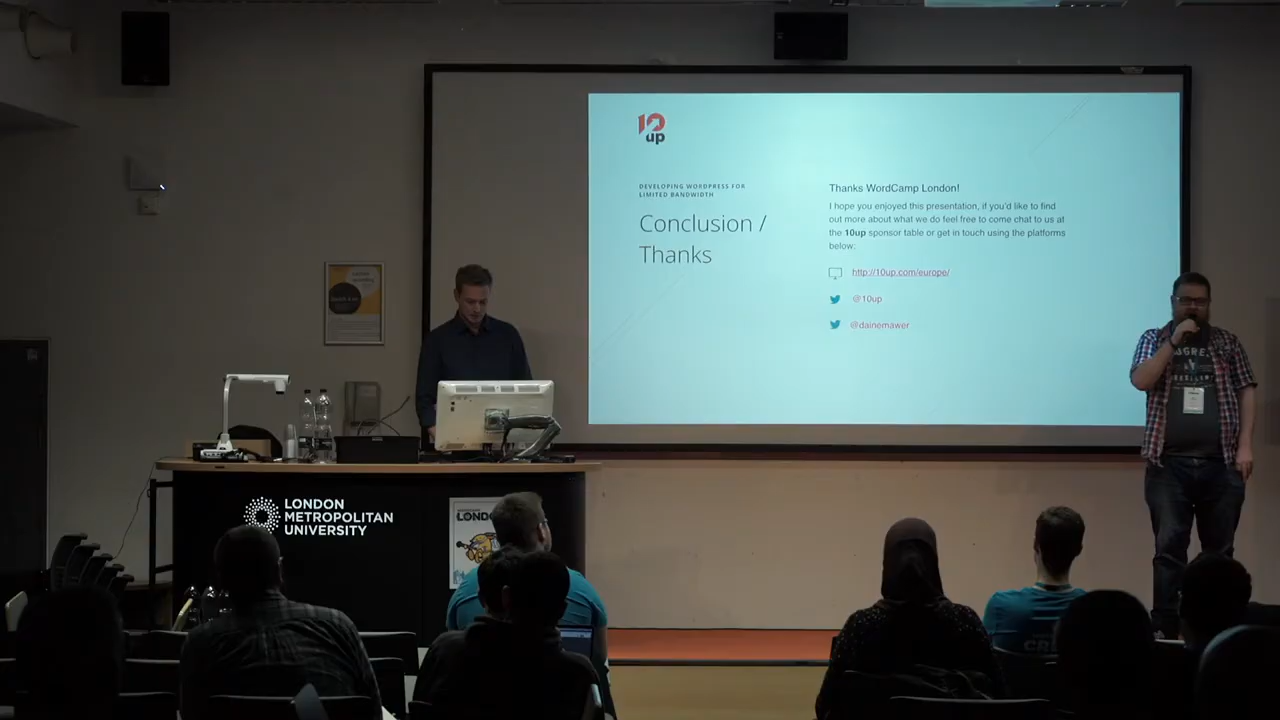 10
up
DEVELOPING WORDPRESS FOR
LIMITED BANDWIDTH
Conclusion /
Thanks
Thanks WordCamp London!
I hope you enjoyed this presentation, if you'd like to find
out more about what we do feel free to come chat to us at
the 10up sponsor table or get in touch using the platforms
below:
http://10up.com/europe/
@10up
@dainemawer
LONDON
METROPOLITAN
UNIVERSITY